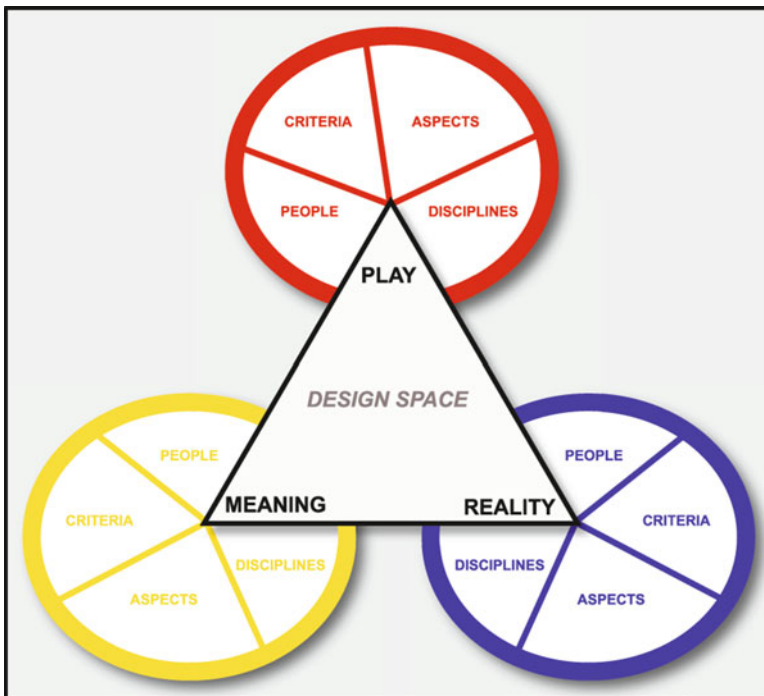 CRITERIA
ASPECTS
PEOPLE
DISCIPLINES
PLAY
DESIGN SPACE
PEOPLE
CRITERIA
MEANING
DISCIPLINES
ASPECTS
PEOPLE
REALITY
CRITERIA
DISCIPLINES
ASPECTS